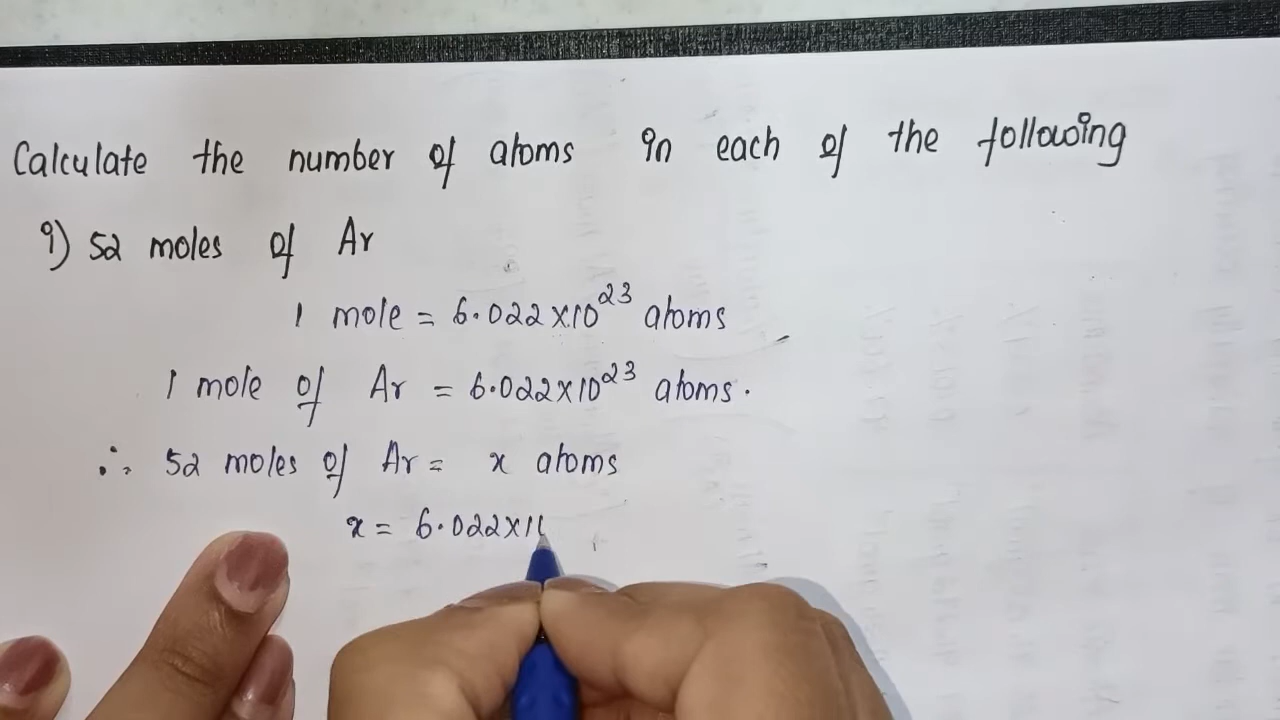 Calculate the number of atoms in each of the following
i) 52 moles of Ar
1 mole = 6.022×10²³ atoms
1 mole of Ar = 6.022×10²³ atoms.
∴ 52 moles of Ar = x atoms
x = 6.022×1